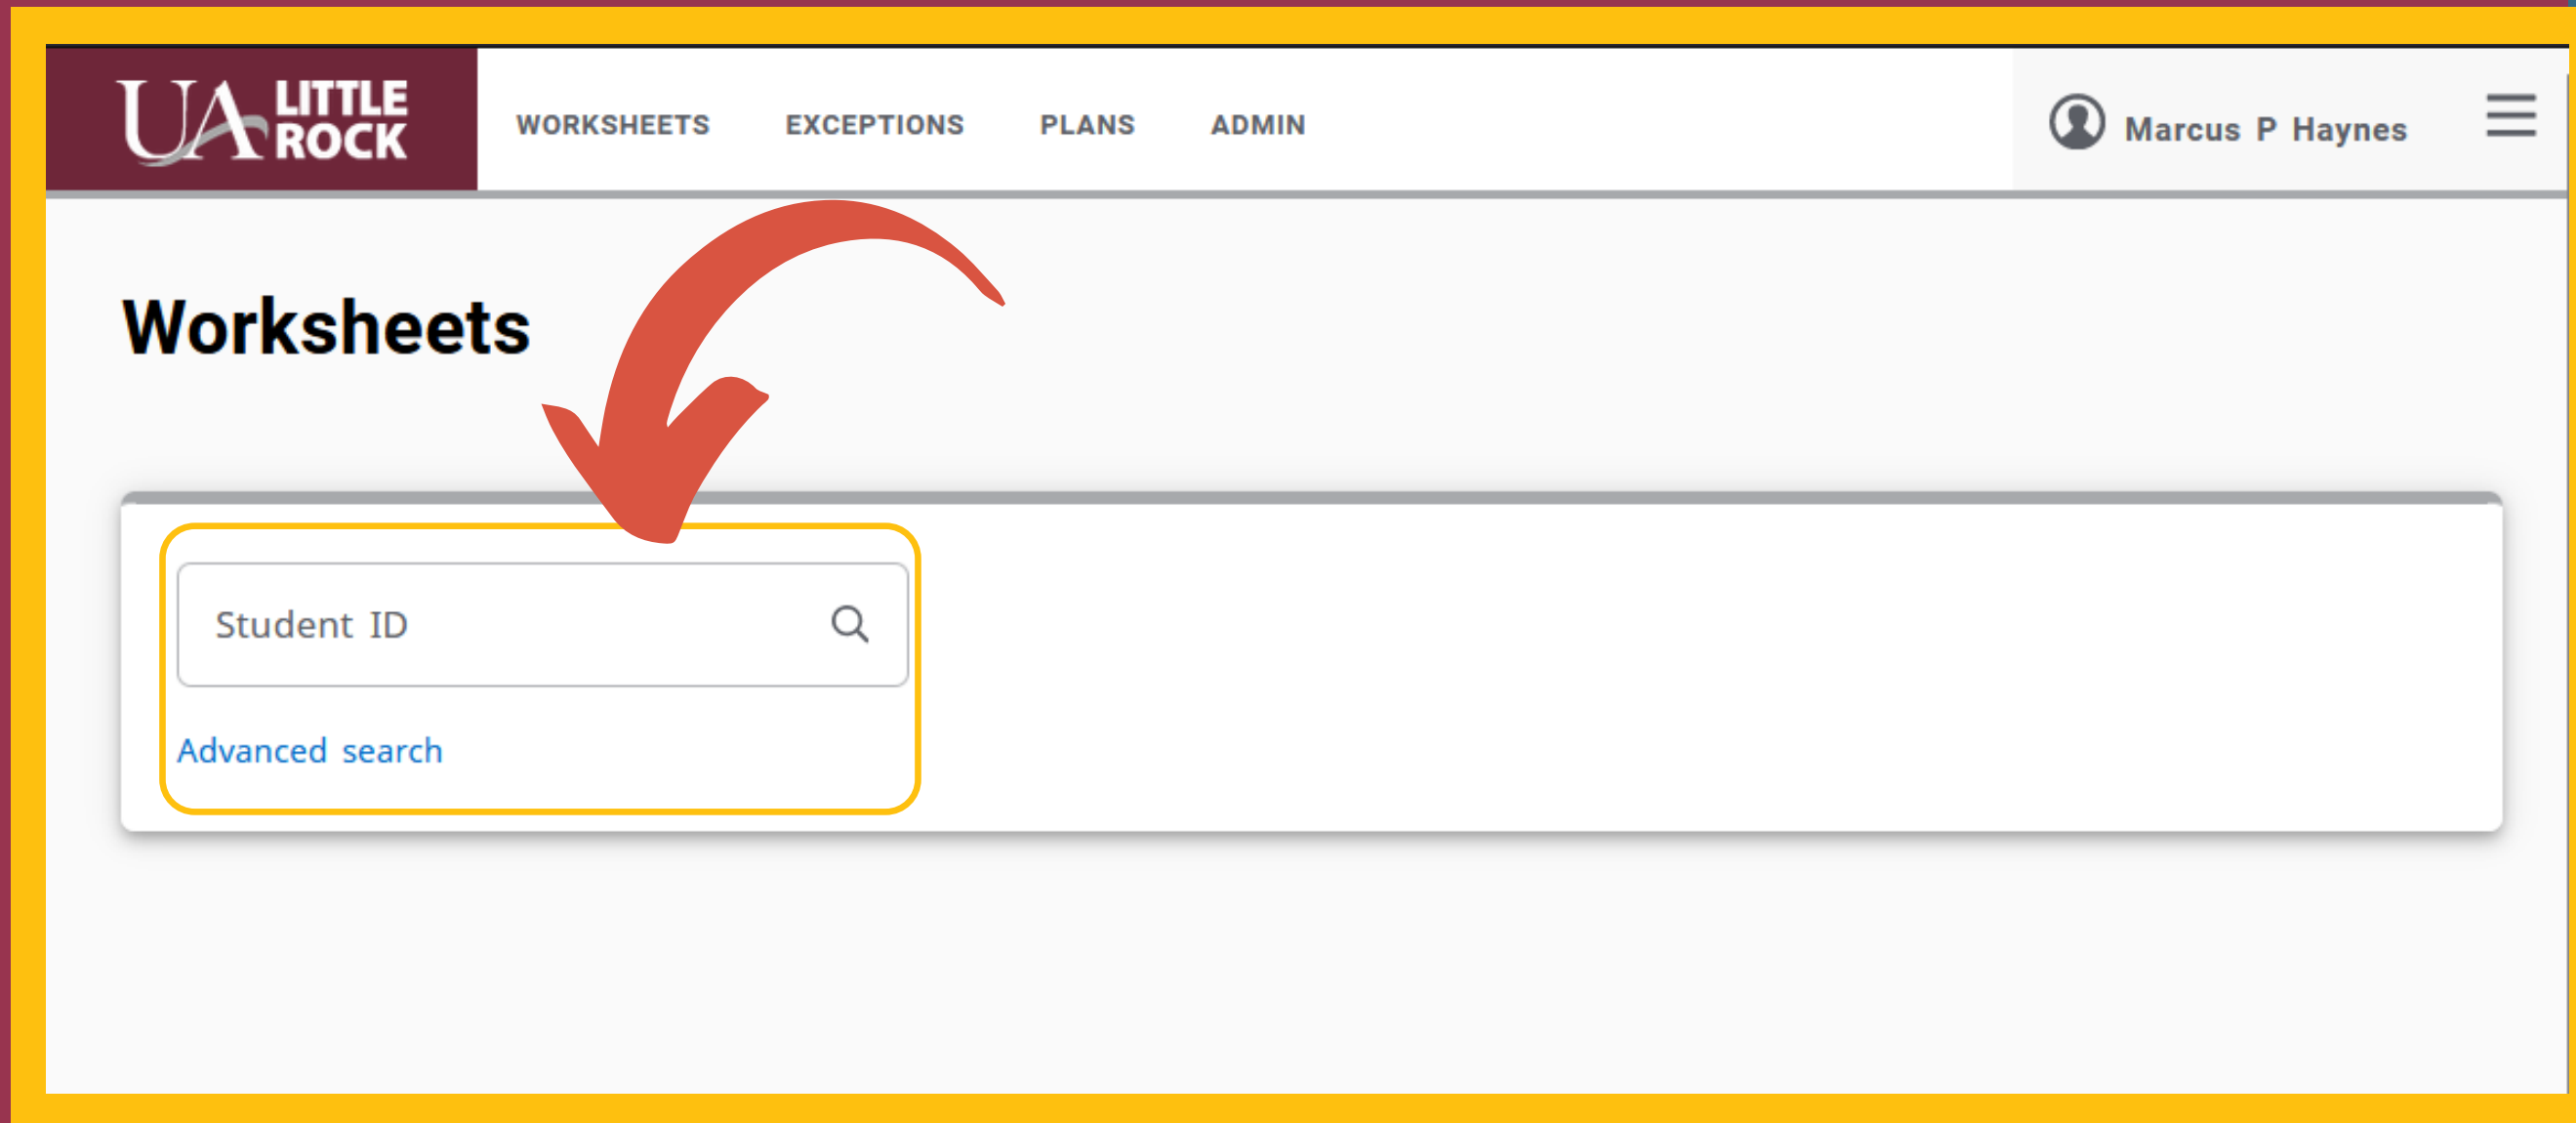 UA LITTLE ROCK
WORKSHEETS EXCEPTIONS PLANS ADMIN Marcus P Haynes
Worksheets
Student ID
Advanced search